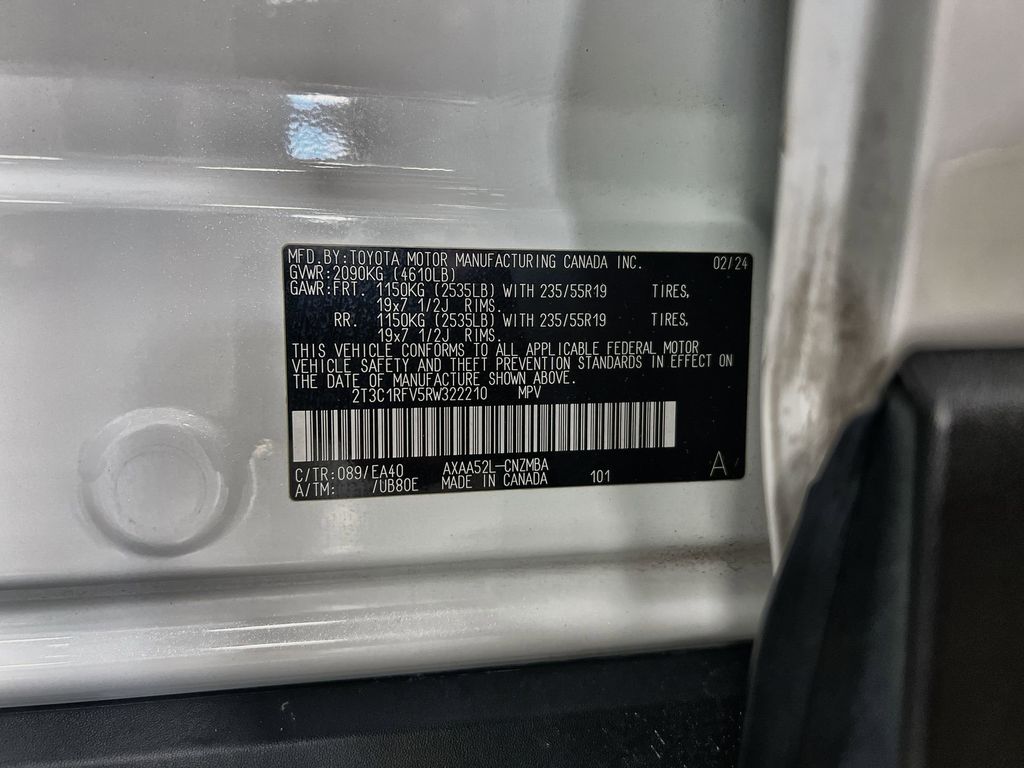 MFD.BY:TOYOTA MOTOR MANUFACTURING CANADA INC. 02/24
GVWR:2090KG (4610LB)
GAWR:FRT. 1150KG (2535LB) WITH 235/55R19 TIRES,
19x7 1/2J RIMS.
RR. 1150KG (2535LB) WITH 235/55R19 TIRES,
19x7 1/2J RIMS.
THIS VEHICLE CONFORMS TO ALL APPLICABLE FEDERAL MOTOR
VEHICLE SAFETY AND THEFT PREVENTION STANDARDS IN EFFECT ON
THE DATE OF MANUFACTURE SHOWN ABOVE.
2T3C1RFV5RW322210 MPV
C/TR:089/EA40 AXAA52L-CNZMBA
A/TM: /UB80E MADE IN CANADA 101 A